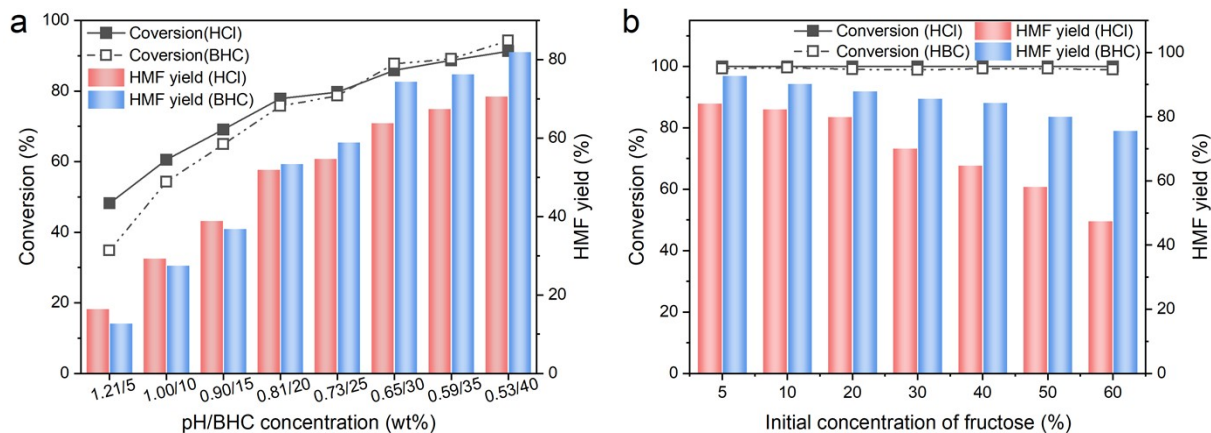 a
Coversion(HCl)
Coversion(BHC)
HMF yield (HCl)
HMF yield (BHC)
100
80
60
40
20
0
80
60
40
20
0
Conversion (%)
HMF yield (%)
1.21/5 1.00/10 0.90/15 0.81/20 0.73/25 0.65/30 0.59/35 0.53/40
pH/BHC concentration (wt%)
b
Conversion (HCl) HMF yield (HCl)
Conversion (HBC) HMF yield (BHC)
100
80
60
40
20
0
100
80
60
40
20
0
Conversion (%)
HMF yield (%)
5 10 20 30 40 50 60
Initial concentration of fructose (%)